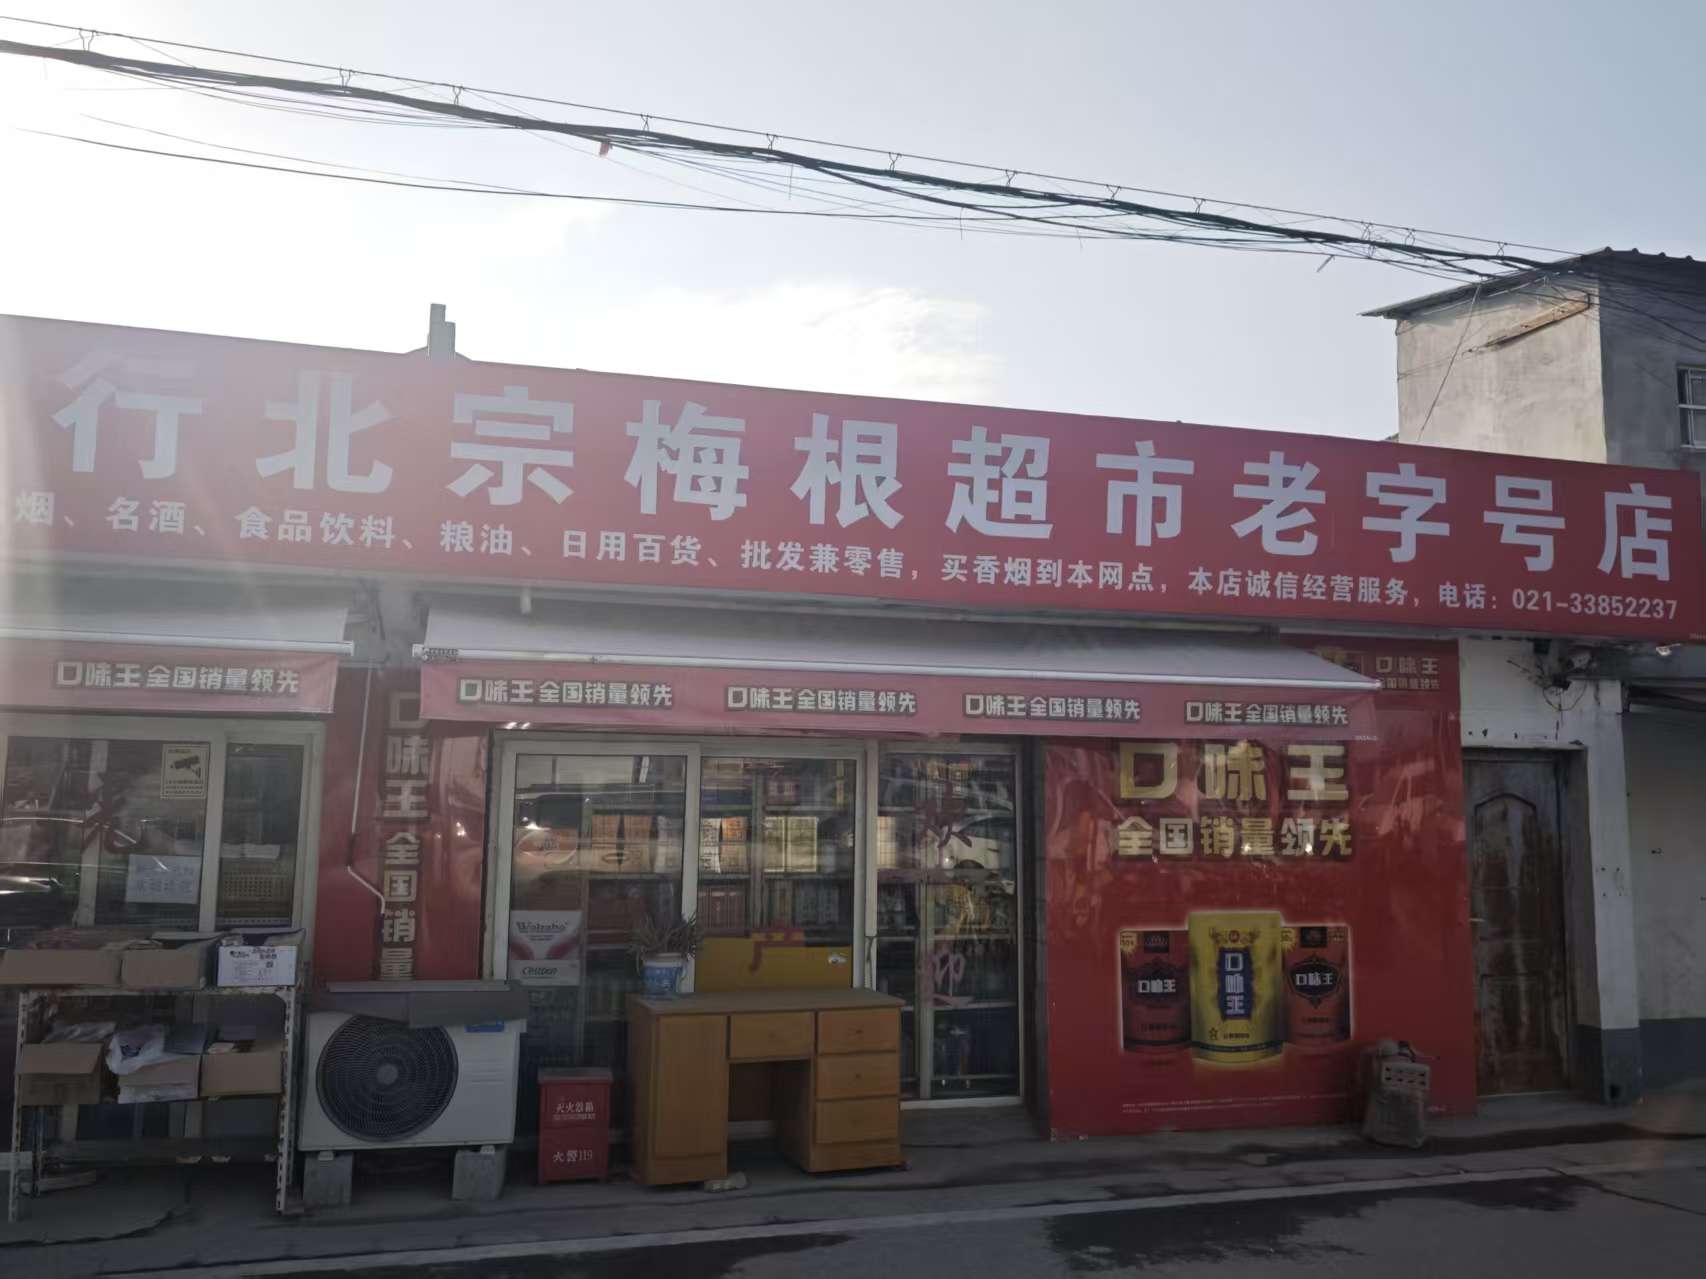 行北宗梅根超市老字号店
烟、名酒、食品饮料、粮油、日用百货、批发兼零售，买香烟到本网点，本店诚信经营服务，电话：021-33852237
口味王全国销量领先
口味王全国销量领先
口味王全国销量领先
口味王全国销量领先
口味王全国销量领先
口味王
全国销量领先
口味王全国销量
口味王
全国销量领先
口味王
口味王
口味王
灭火器箱
火警119